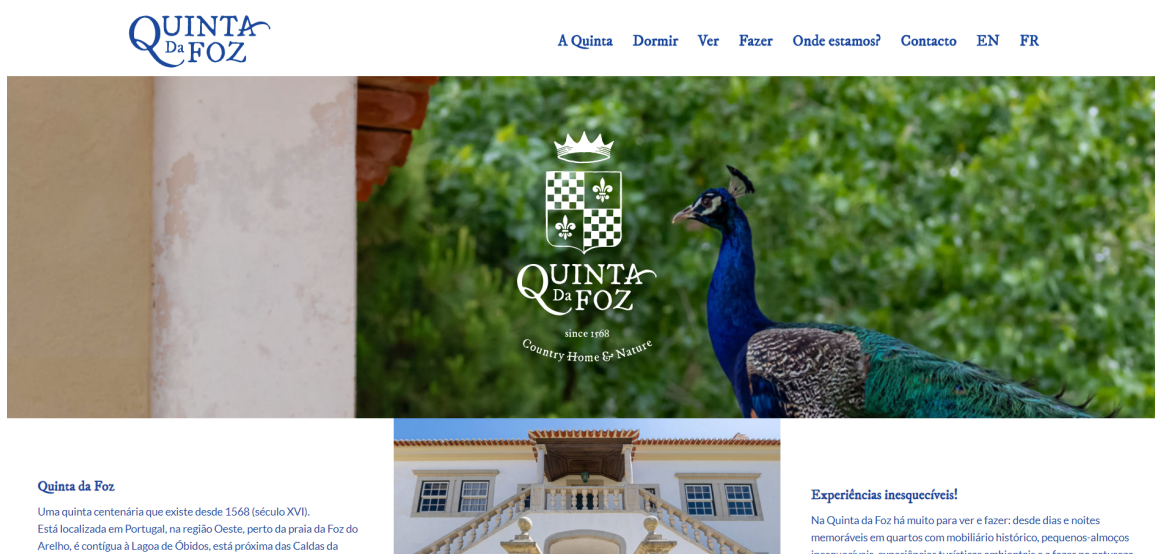 QUINTA
Da FOZ
A Quinta Dormir Ver Fazer Onde estamos? Contacto EN FR
QUINTA
Da FOZ
since 1568
Country Home & Nature
Quinta da Foz
Uma quinta centenária que existe desde 1568 (século XVI).
Está localizada em Portugal, na região Oeste, perto da praia da Foz do
Arelho, é contígua à Lagoa de Óbidos, está próxima das Caldas da
Experiências inesquecíveis!
Na Quinta da Foz há muito para ver e fazer: desde dias e noites
memoráveis em quartos com mobiliário histórico, pequenos-almoços